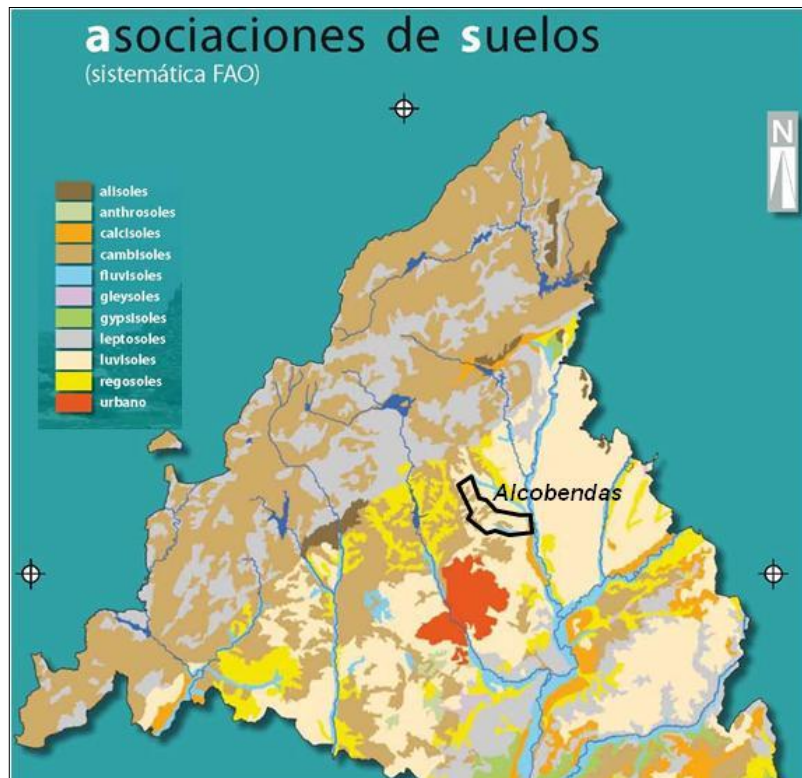 asociaciones de suelos
(sistemática FAO)
N
alisoles
anthrosoles
calcisoles
cambisoles
fluvisoles
gleysoles
gypsisoles
leptosoles
luvisoles
regosoles
urbano
Alcobendas